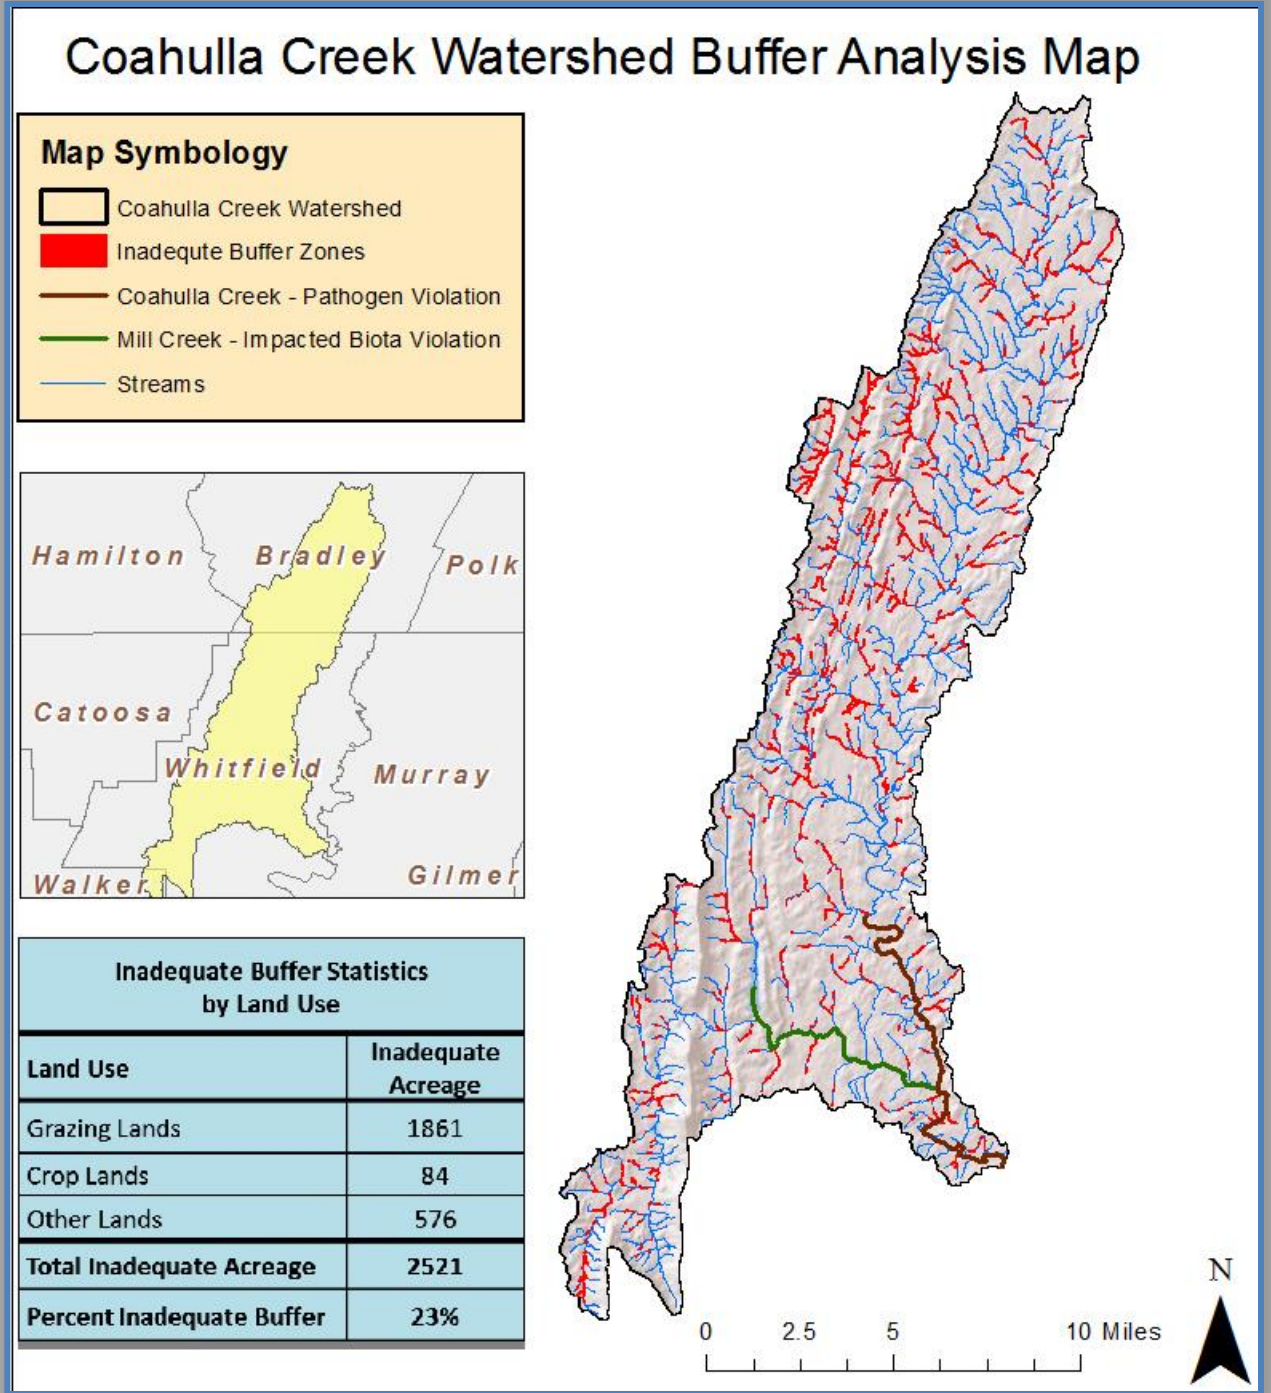 Coahulla Creek Watershed Buffer Analysis Map
Map Symbology
Coahulla Creek Watershed
Inadequte Buffer Zones
Coahulla Creek - Pathogen Violation
Mill Creek - Impacted Biota Violation
Streams
Hamilton
Bradley
Polk
Catoosa
Whitfield
Murray
Walker
Gilmer
Inadequate Buffer Statistics
by Land Use
Land Use
Inadequate
Acreage
Grazing Lands 1861
Crop Lands 84
Other Lands 576
Total Inadequate Acreage 2521
Percent Inadequate Buffer 23%
N
0 2.5 5 10 Miles